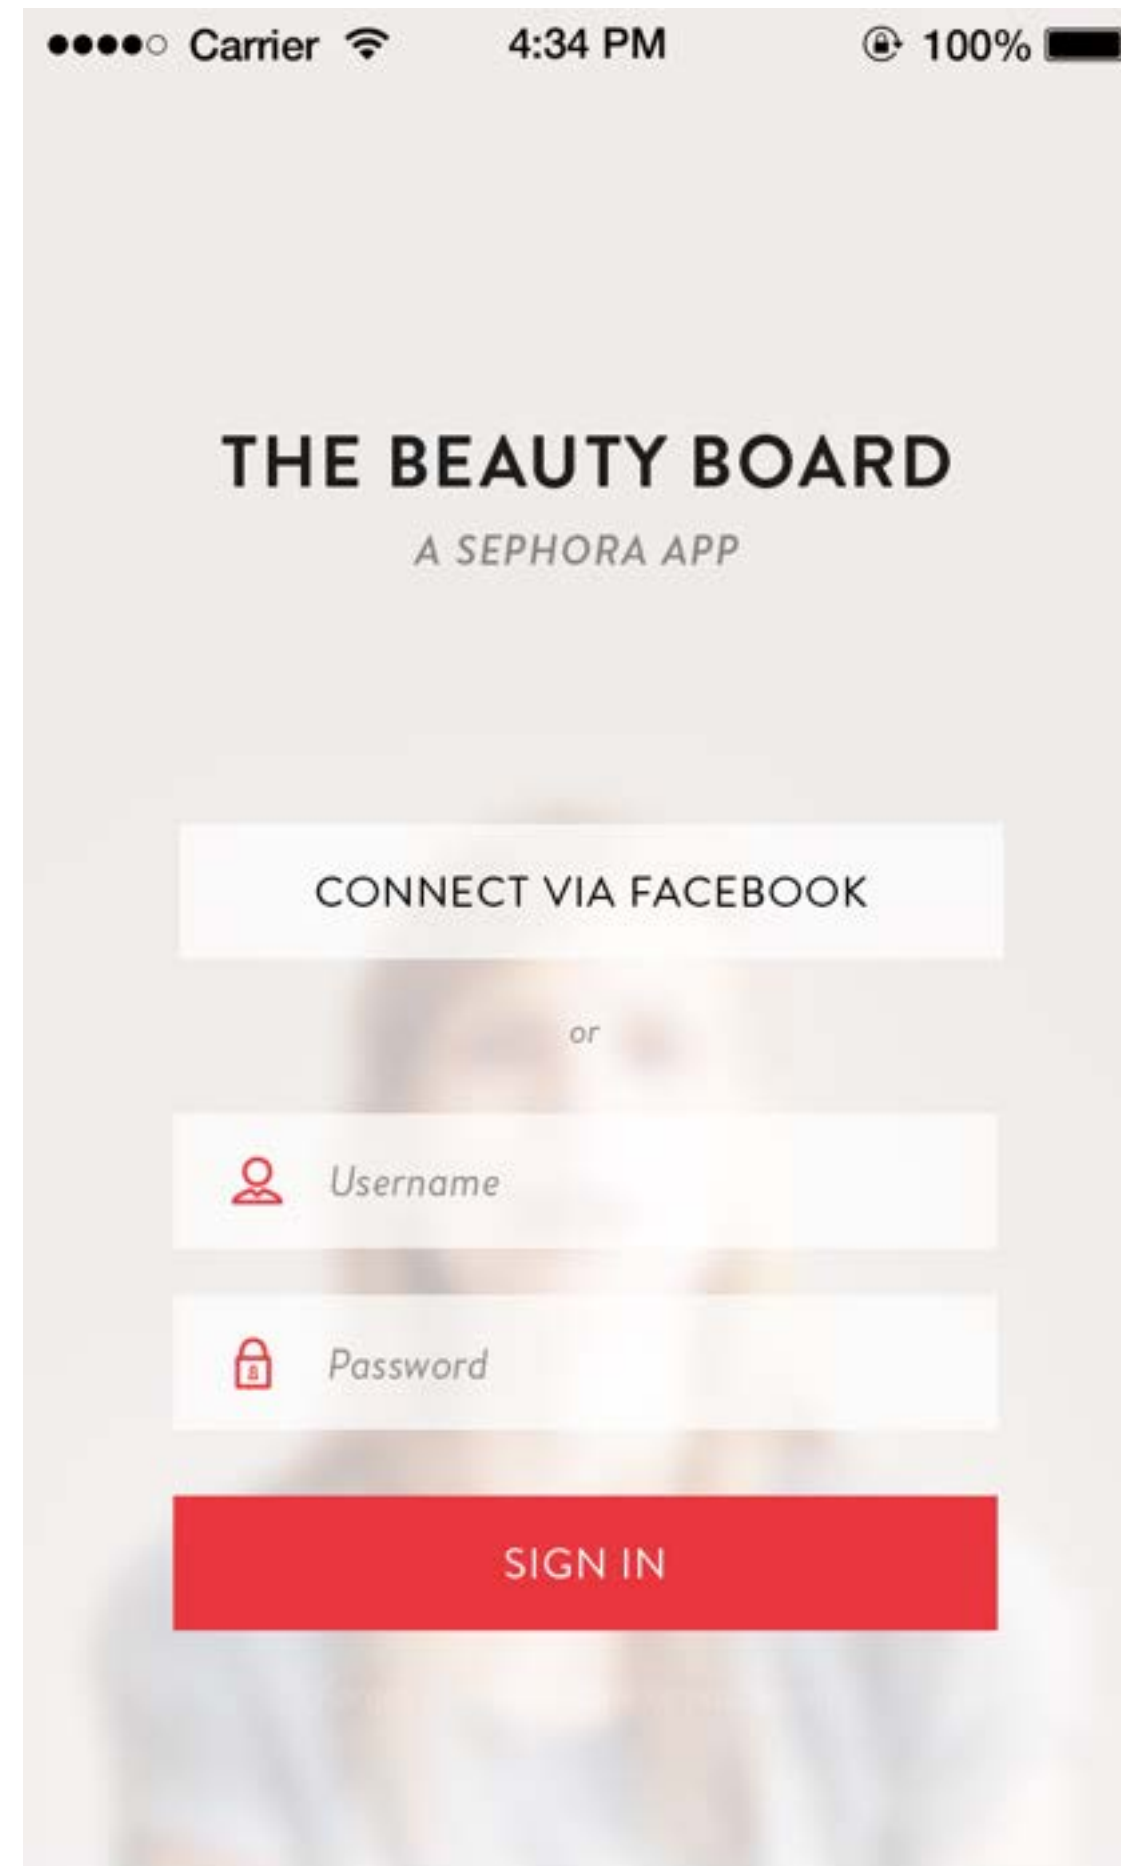 Carrier 4:34 PM 100%
THE BEAUTY BOARD
A SEPHORA APP
CONNECT VIA FACEBOOK
or
Username
Password
SIGN IN